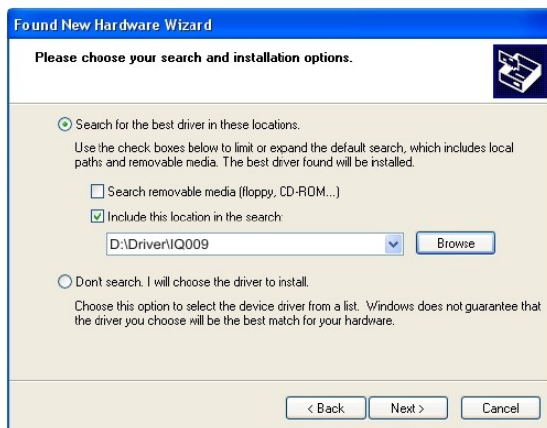 Found New Hardware Wizard
Please choose your search and installation options.
Search for the best driver in these locations.
Use the check boxes below to limit or expand the default search, which includes local
paths and removable media. The best driver found will be installed.
Search removable media (floppy, CD-ROM...)
Include this location in the search:
D:\Driver\IQ009
Browse
Don't search. I will choose the driver to install.
Choose this option to select the device driver from a list. Windows does not guarantee that
the driver you choose will be the best match for your hardware.
< Back
Next >
Cancel